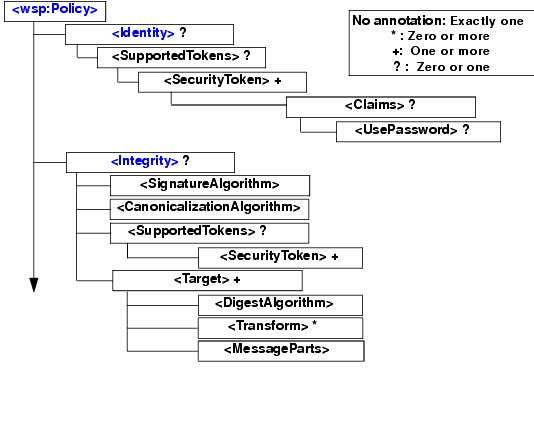 <wsp:Policy>
No annotation: Exactly one
* : Zero or more
+: One or more
? : Zero or one
<Identity> ?
<SupportedTokens> ?
<SecurityToken> +
<Claims> ?
<UsePassword> ?
<Integrity> ?
<SignatureAlgorithm>
<CanonicalizationAlgorithm>
<SupportedTokens> ?
<SecurityToken> +
<Target> +
<DigestAlgorithm>
<Transform> *
<MessageParts>